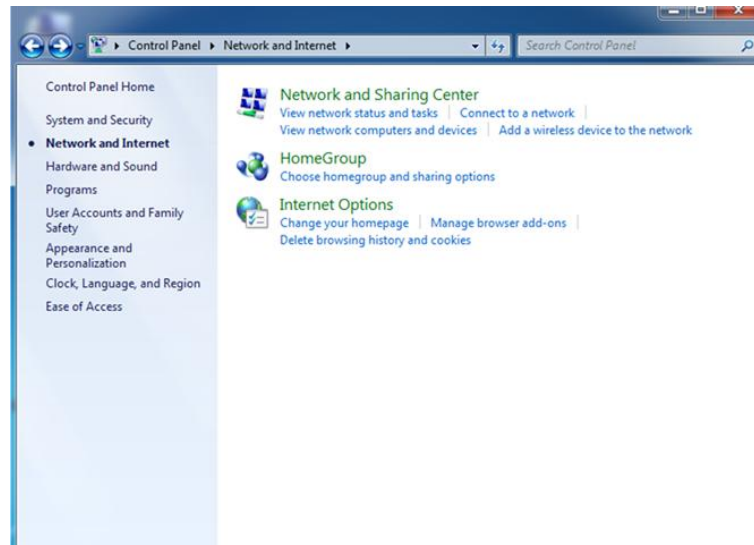 Control Panel Network and Internet
Search Control Panel
Control Panel Home
System and Security
Network and Internet
Hardware and Sound
Programs
User Accounts and Family
Safety
Appearance and
Personalization
Clock, Language, and Region
Ease of Access
Network and Sharing Center
View network status and tasks Connect to a network
View network computers and devices Add a wireless device to the network
HomeGroup
Choose homegroup and sharing options
Internet Options
Change your homepage Manage browser add-ons
Delete browsing history and cookies